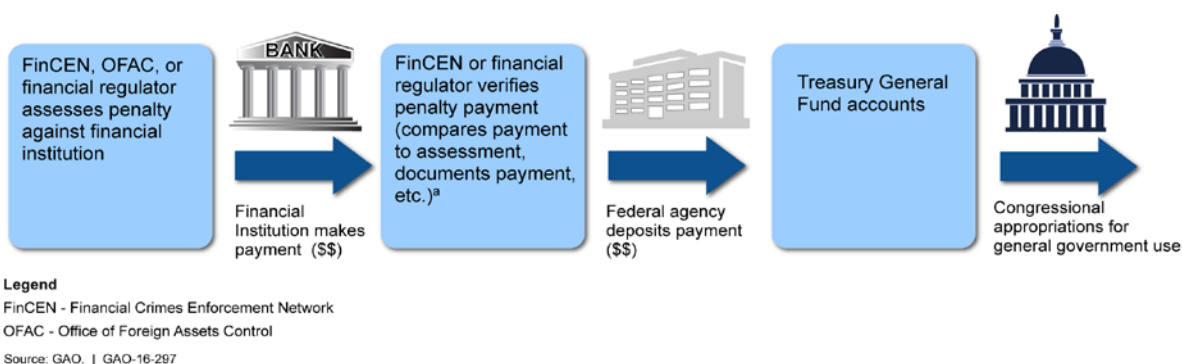 FinCEN, OFAC, or
financial regulator
assesses penalty
against financial
institution
BANK
Financial
Institution makes
payment ($$)
FinCEN or financial
regulator verifies
penalty payment
(compares payment
to assessment,
documents payment,
etc.)ª
Federal agency
deposits payment
($$)
Treasury General
Fund accounts
Congressional
appropriations for
general government use
Legend
FinCEN - Financial Crimes Enforcement Network
OFAC - Office of Foreign Assets Control
Source: GAO. | GAO-16-297